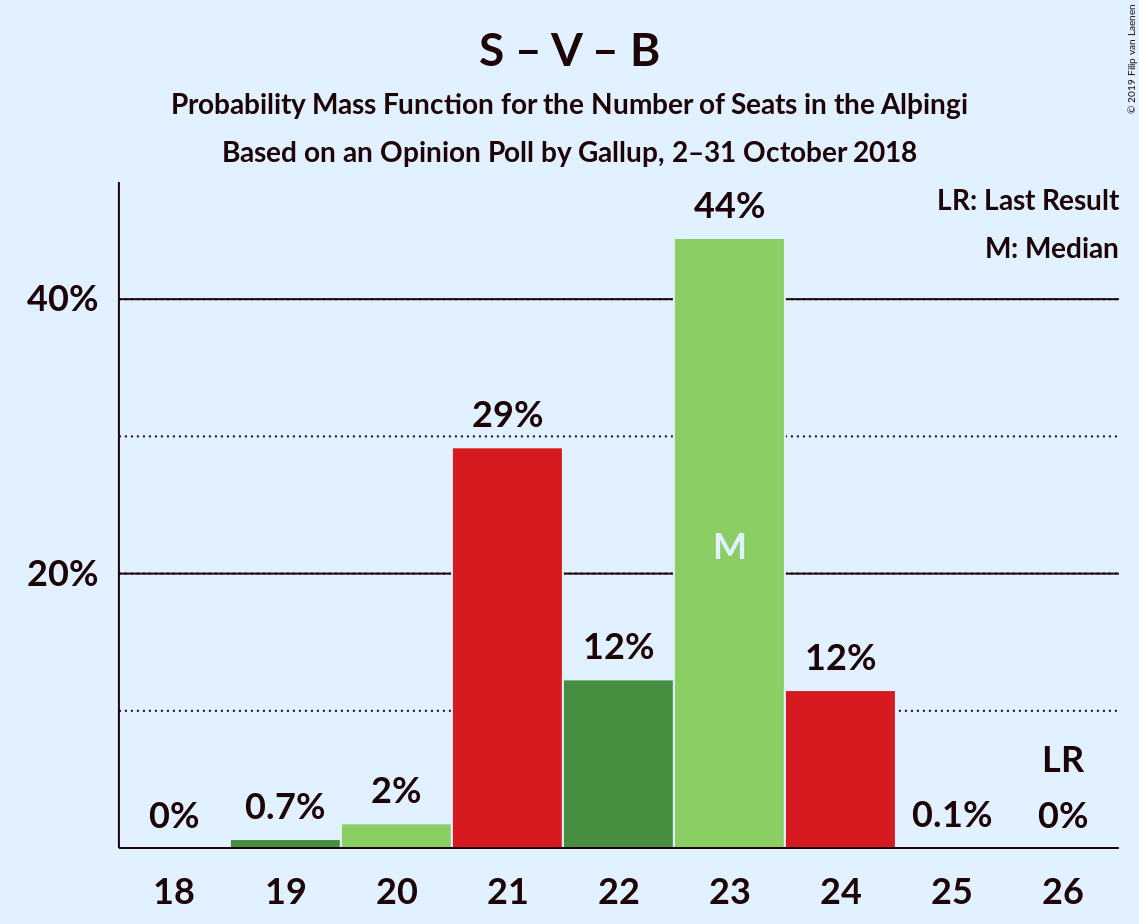 S – V – B
Probability Mass Function for the Number of Seats in the Alþingi
Based on an Opinion Poll by Gallup, 2–31 October 2018
© 2019 Filip van Laenen
LR: Last Result
M: Median
40%
20%
0%
0.7%
2%
29%
12%
44%
M
12%
0.1%
LR
0%
18 19 20 21 22 23 24 25 26